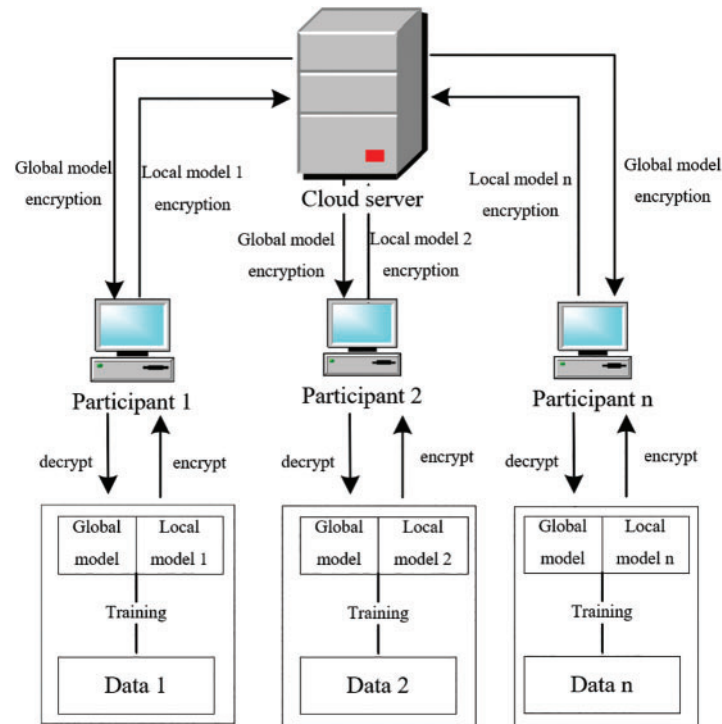 Cloud server
Global model
encryption
Local model 1
encryption
Global model
encryption
Local model 2
encryption
Local model n
encryption
Global model
encryption
Participant 1
Participant 2
Participant n
decrypt
encrypt
decrypt
encrypt
decrypt
encrypt
Global
model
Local
model 1
Global
model
Local
model 2
Global
model
Local
model n
Training
Training
Training
Data 1
Data 2
Data n